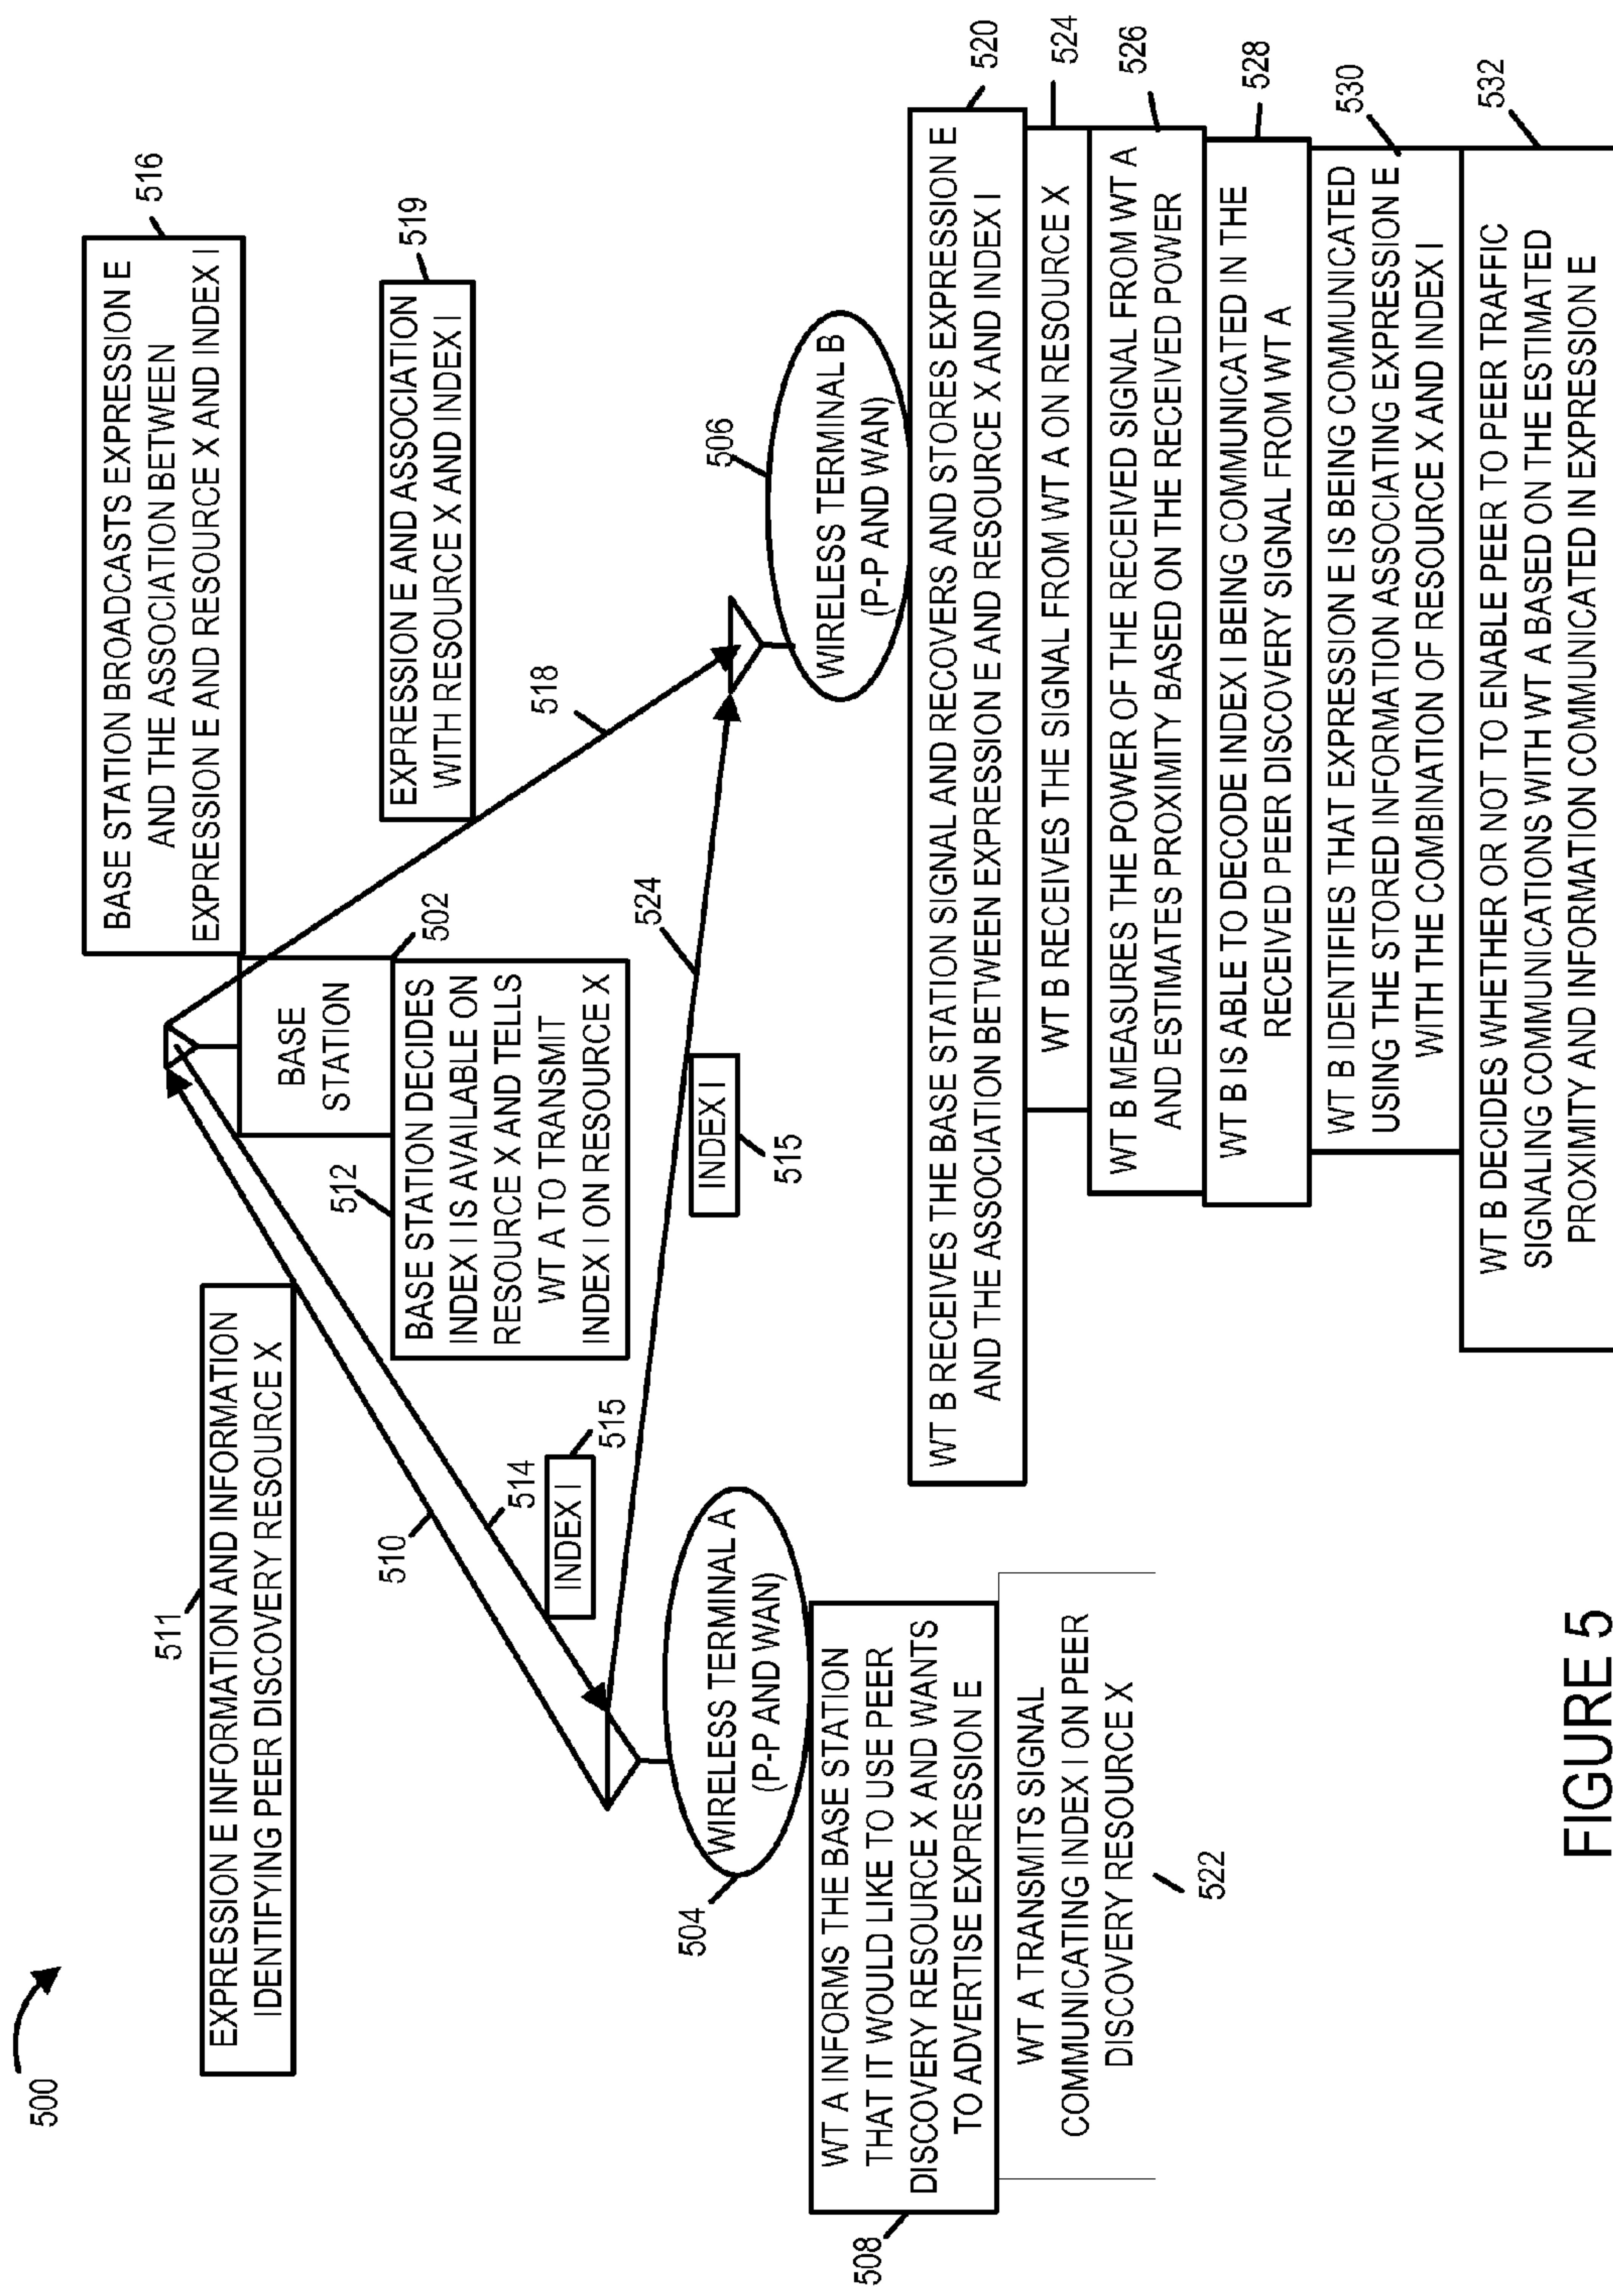 500
511
EXPRESSION E INFORMATION AND INFORMATION
IDENTIFYING PEER DISCOVERY RESOURCE X
510
514
INDEX I
515
516
BASE STATION BROADCASTS EXPRESSION E
AND THE ASSOCIATION BETWEEN
EXPRESSION E AND RESOURCE X AND INDEX I
BASE
STATION
502
512
BASE STATION DECIDES
INDEX I IS AVAILABLE ON
RESOURCE X AND TELLS
WT A TO TRANSMIT
INDEX I ON RESOURCE X
519
EXPRESSION E AND ASSOCIATION
WITH RESOURCE X AND INDEX I
518
524
INDEX I
515
504
WIRELESS TERMINAL A
(P-P AND WAN)
506
WIRELESS TERMINAL B
(P-P AND WAN)
508
WT A INFORMS THE BASE STATION
THAT IT WOULD LIKE TO USE PEER
DISCOVERY RESOURCE X AND WANTS
TO ADVERTISE EXPRESSION E
WT A TRANSMITS SIGNAL
COMMUNICATING INDEX I ON PEER
DISCOVERY RESOURCE X
522
WT B RECEIVES THE BASE STATION SIGNAL AND RECOVERS AND STORES EXPRESSION E
AND THE ASSOCIATION BETWEEN EXPRESSION E AND RESOURCE X AND INDEX I
520
WT B RECEIVES THE SIGNAL FROM WT A ON RESOURCE X
524
WT B MEASURES THE POWER OF THE RECEIVED SIGNAL FROM WT A
AND ESTIMATES PROXIMITY BASED ON THE RECEIVED POWER
526
WT B IS ABLE TO DECODE INDEX I BEING COMMUNICATED IN THE
RECEIVED PEER DISCOVERY SIGNAL FROM WT A
528
WT B IDENTIFIES THAT EXPRESSION E IS BEING COMMUNICATED
USING THE STORED INFORMATION ASSOCIATING EXPRESSION E
WITH THE COMBINATION OF RESOURCE X AND INDEX I
530
WT B DECIDES WHETHER OR NOT TO ENABLE PEER TO PEER TRAFFIC
SIGNALING COMMUNICATIONS WITH WT A BASED ON THE ESTIMATED
PROXIMITY AND INFORMATION COMMUNICATED IN EXPRESSION E
532
FIGURE 5